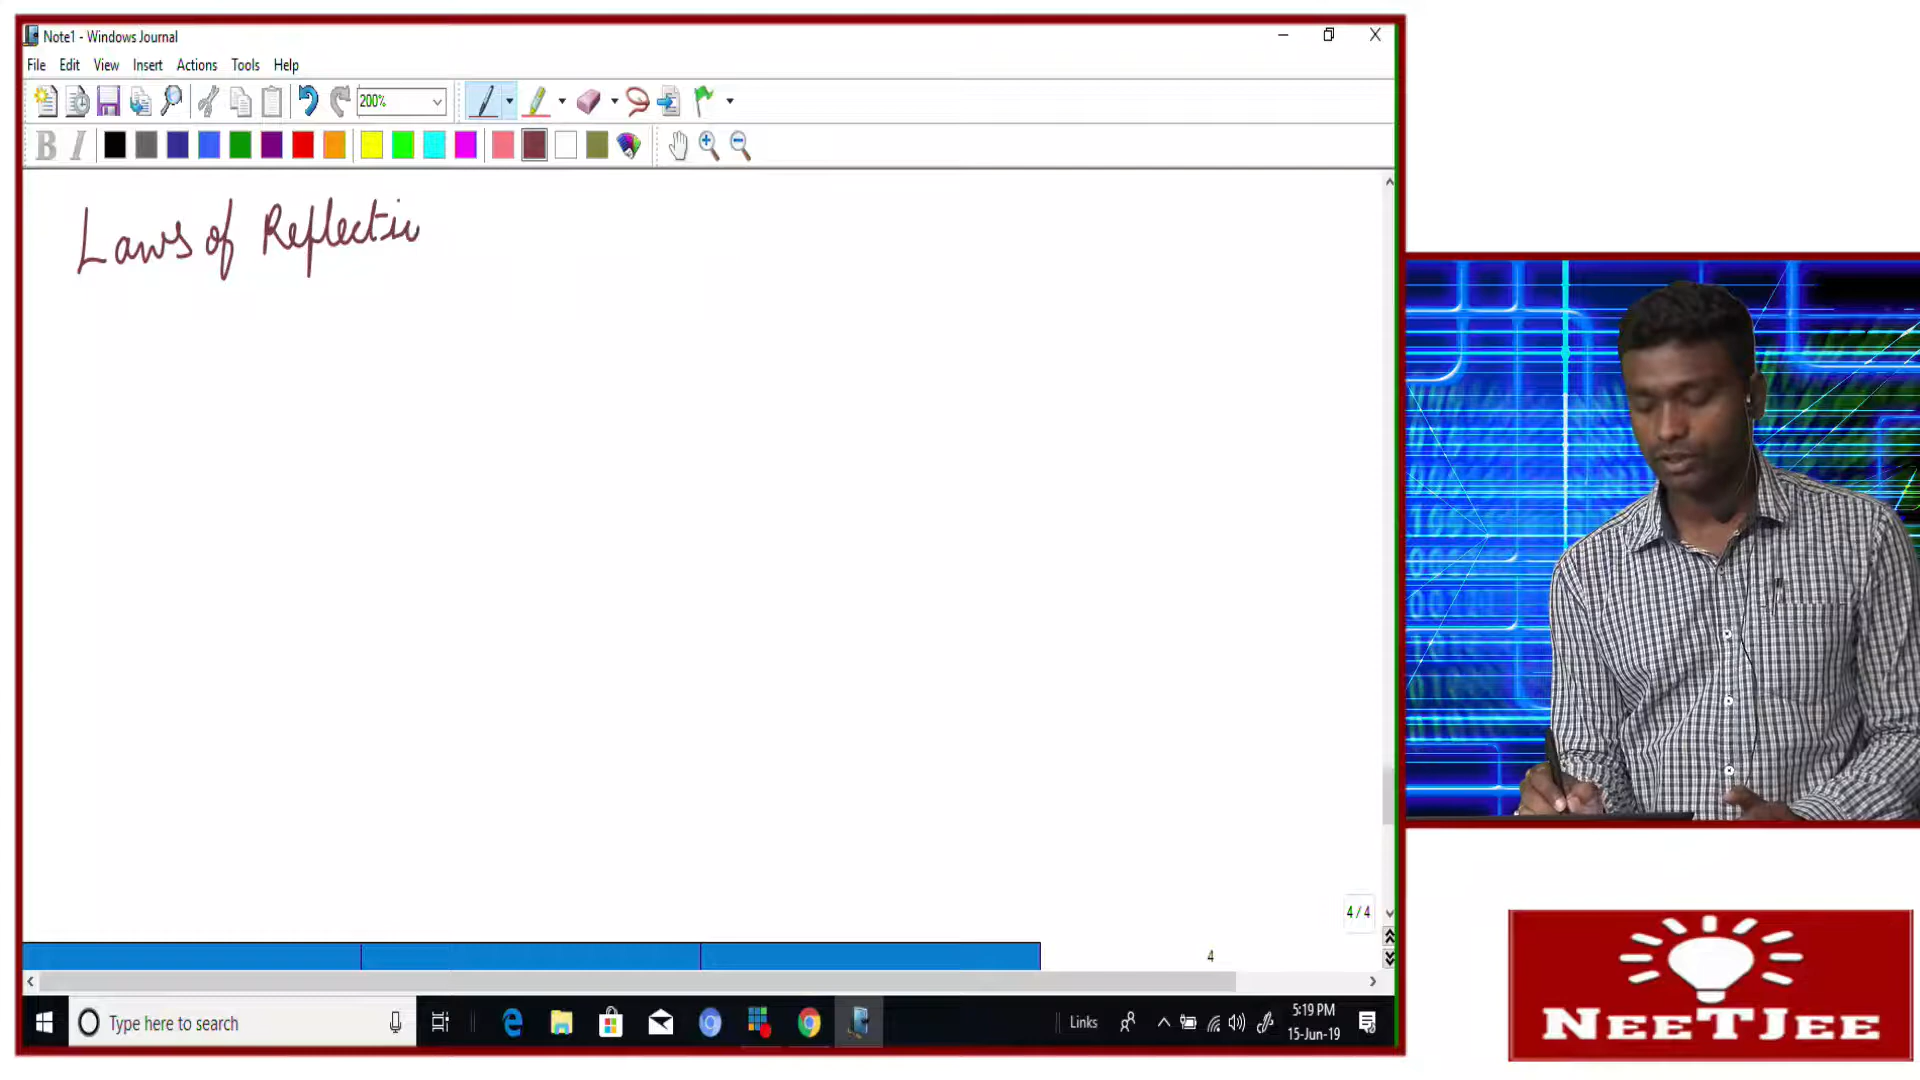 Note1 - Windows Journal
File Edit View Insert Actions Tools Help
200%
B I
Laws of Reflectio
4 / 4
4
Type here to search
Links
5:19 PM
15-Jun-19
NEETJEE